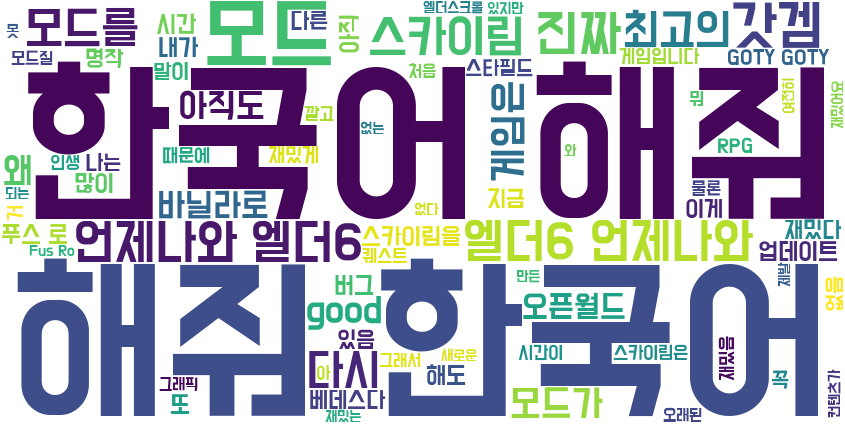 못
모드를
시간
모드
다른
아직
엘더스크롤
있지만
스카이림
진짜
최고의
갓겜
모드질
명작
내가
말이
처음
스타필드
게임입니다
GOTY GOTY
한국어 해줘
아직도
깔고
없는
게임은
뭐
여전히
왜
인생
나는
때문에
재밌게
와
RPG
되는
많이
물론
거
바닐라로
없다
지금
이게
푸스 로
Fus Ro
언제나와 엘더6
스카이림을
퀘스트
엘더6 언제나와
재밌다
업데이트
해줘 한국어
버그
good
만든
오픈월드
제발
없음
있음
다시
그래서
새로운
시간이
스카이림은
재밌음
그래픽
아
해도
꼭
또
베데스다
재밌는
모드가
오래된
컨텐츠가